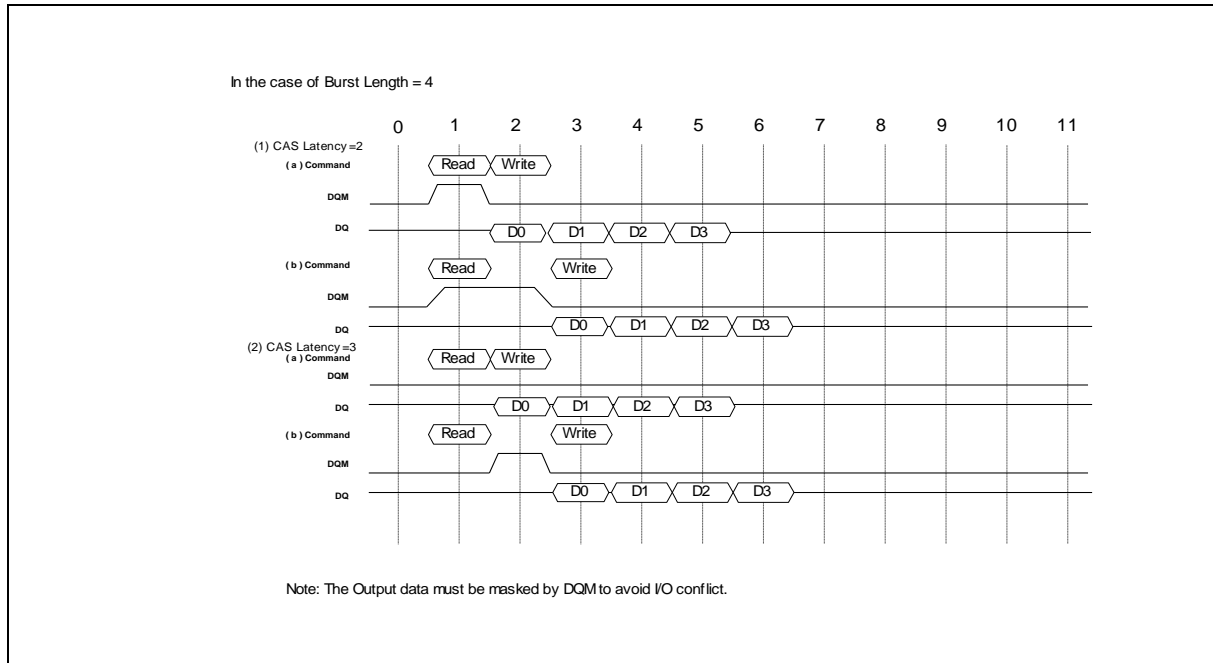 In the case of Burst Length = 4
0 1 2 3 4 5 6 7 8 9 10 11
(1) CAS Latency =2
( a ) Command Read Write
DQM
DQ D0 D1 D2 D3
( b ) Command Read Write
DQM
DQ D0 D1 D2 D3
(2) CAS Latency =3
( a ) Command Read Write
DQM
DQ D0 D1 D2 D3
( b ) Command Read Write
DQM
DQ D0 D1 D2 D3
Note: The Output data must be masked by DQM to avoid I/O conflict.